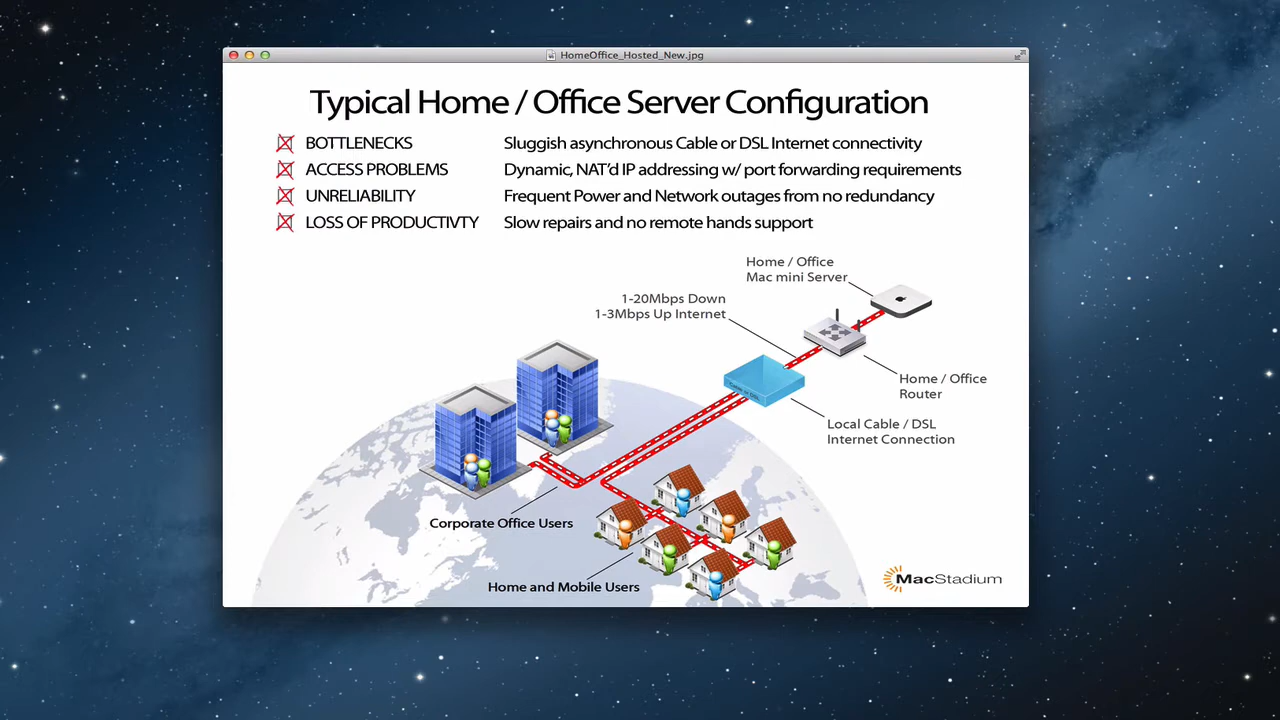 HomeOffice_Hosted_New.jpg
Typical Home / Office Server Configuration
BOTTLENECKS Sluggish asynchronous Cable or DSL Internet connectivity
ACCESS PROBLEMS Dynamic, NAT'd IP addressing w/ port forwarding requirements
UNRELIABILITY Frequent Power and Network outages from no redundancy
LOSS OF PRODUCTIVTY Slow repairs and no remote hands support
Home / Office
Mac mini Server
1-20Mbps Down
1-3Mbps Up Internet
Home / Office
Router
Cable or DSL
Local Cable / DSL
Internet Connection
Corporate Office Users
Home and Mobile Users
MacStadium